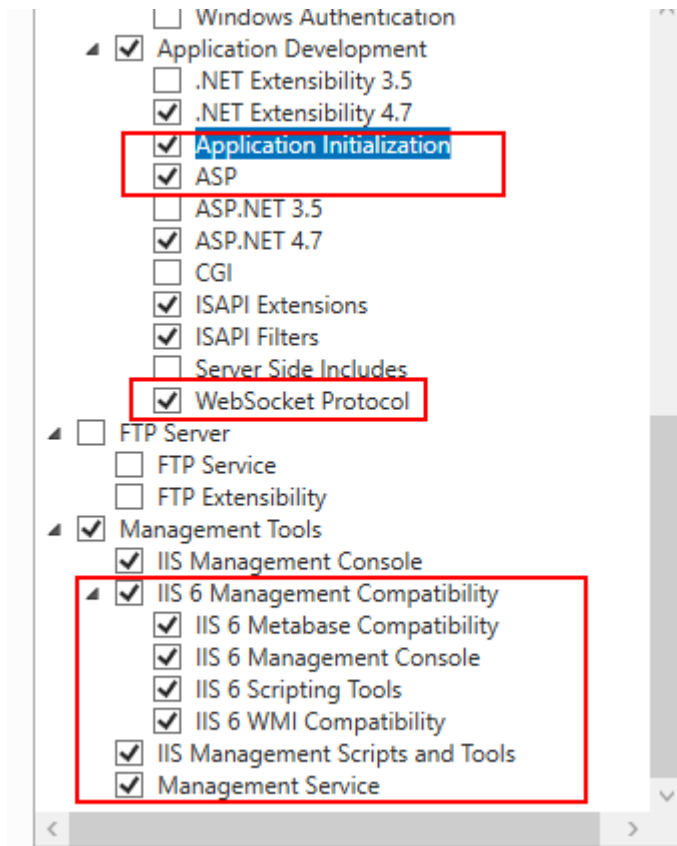 Windows Authentication
Application Development
.NET Extensibility 3.5
.NET Extensibility 4.7
Application Initialization
ASP
ASP.NET 3.5
ASP.NET 4.7
CGI
ISAPI Extensions
ISAPI Filters
Server Side Includes
WebSocket Protocol
FTP Server
FTP Service
FTP Extensibility
Management Tools
IIS Management Console
IIS 6 Management Compatibility
IIS 6 Metabase Compatibility
IIS 6 Management Console
IIS 6 Scripting Tools
IIS 6 WMI Compatibility
IIS Management Scripts and Tools
Management Service